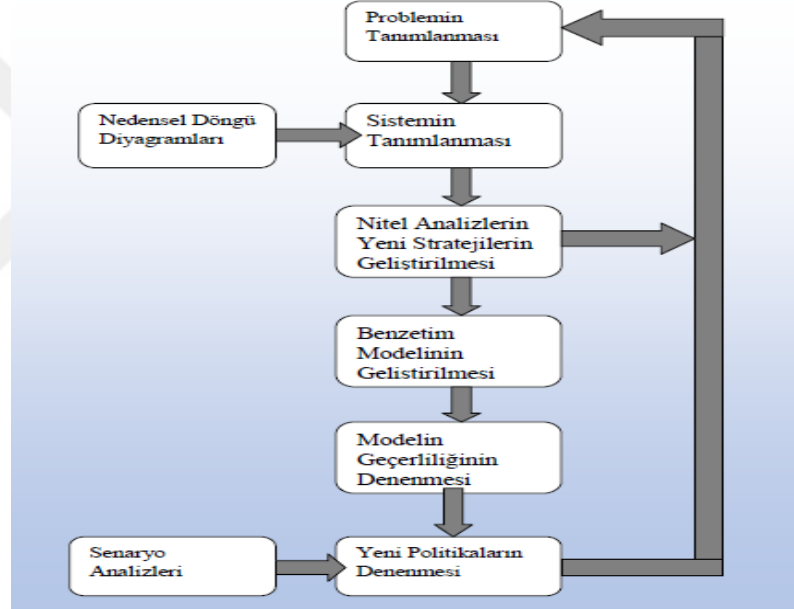 Problemin
Tanımlanması
Nedensel Döngü
Diyagramları
Sistemin
Tanımlanması
Nitel Analizlerin
Yeni Stratejilerin
Geliştirilmesi
Benzetim
Modelinin
Geliştirilmesi
Modelin
Geçerliliğinin
Denenmesi
Senaryo
Analizleri
Yeni Politikaların
Denenmesi